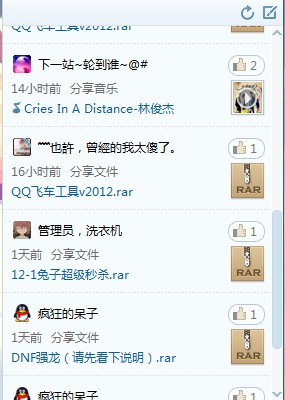 QQ飞车工具v2012.rar
下一站~轮到谁~@# 2
14小时前 分享音乐
Cries In A Distance-林俊杰
~~也許，曾經的我太傻了。 1
16小时前 分享文件
QQ飞车工具v2012.rar
RAR
管理员，洗衣机 1
1天前 分享文件
12-1兔子超级秒杀.rar
RAR
疯狂的呆子 1
1天前 分享文件
DNF强龙（请先看下说明）.rar
RAR
疯狂的呆子 1